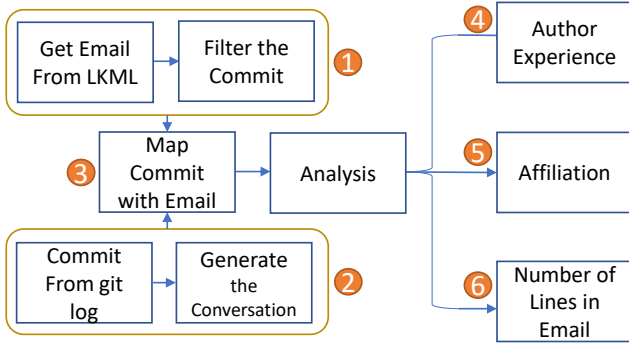 Get Email
From LKML
Filter the
Commit
1
3
Map
Commit
with Email
Analysis
Commit
From git
log
Generate
the
Conversation
2
4
Author
Experience
5
Affiliation
6
Number of
Lines in
Email